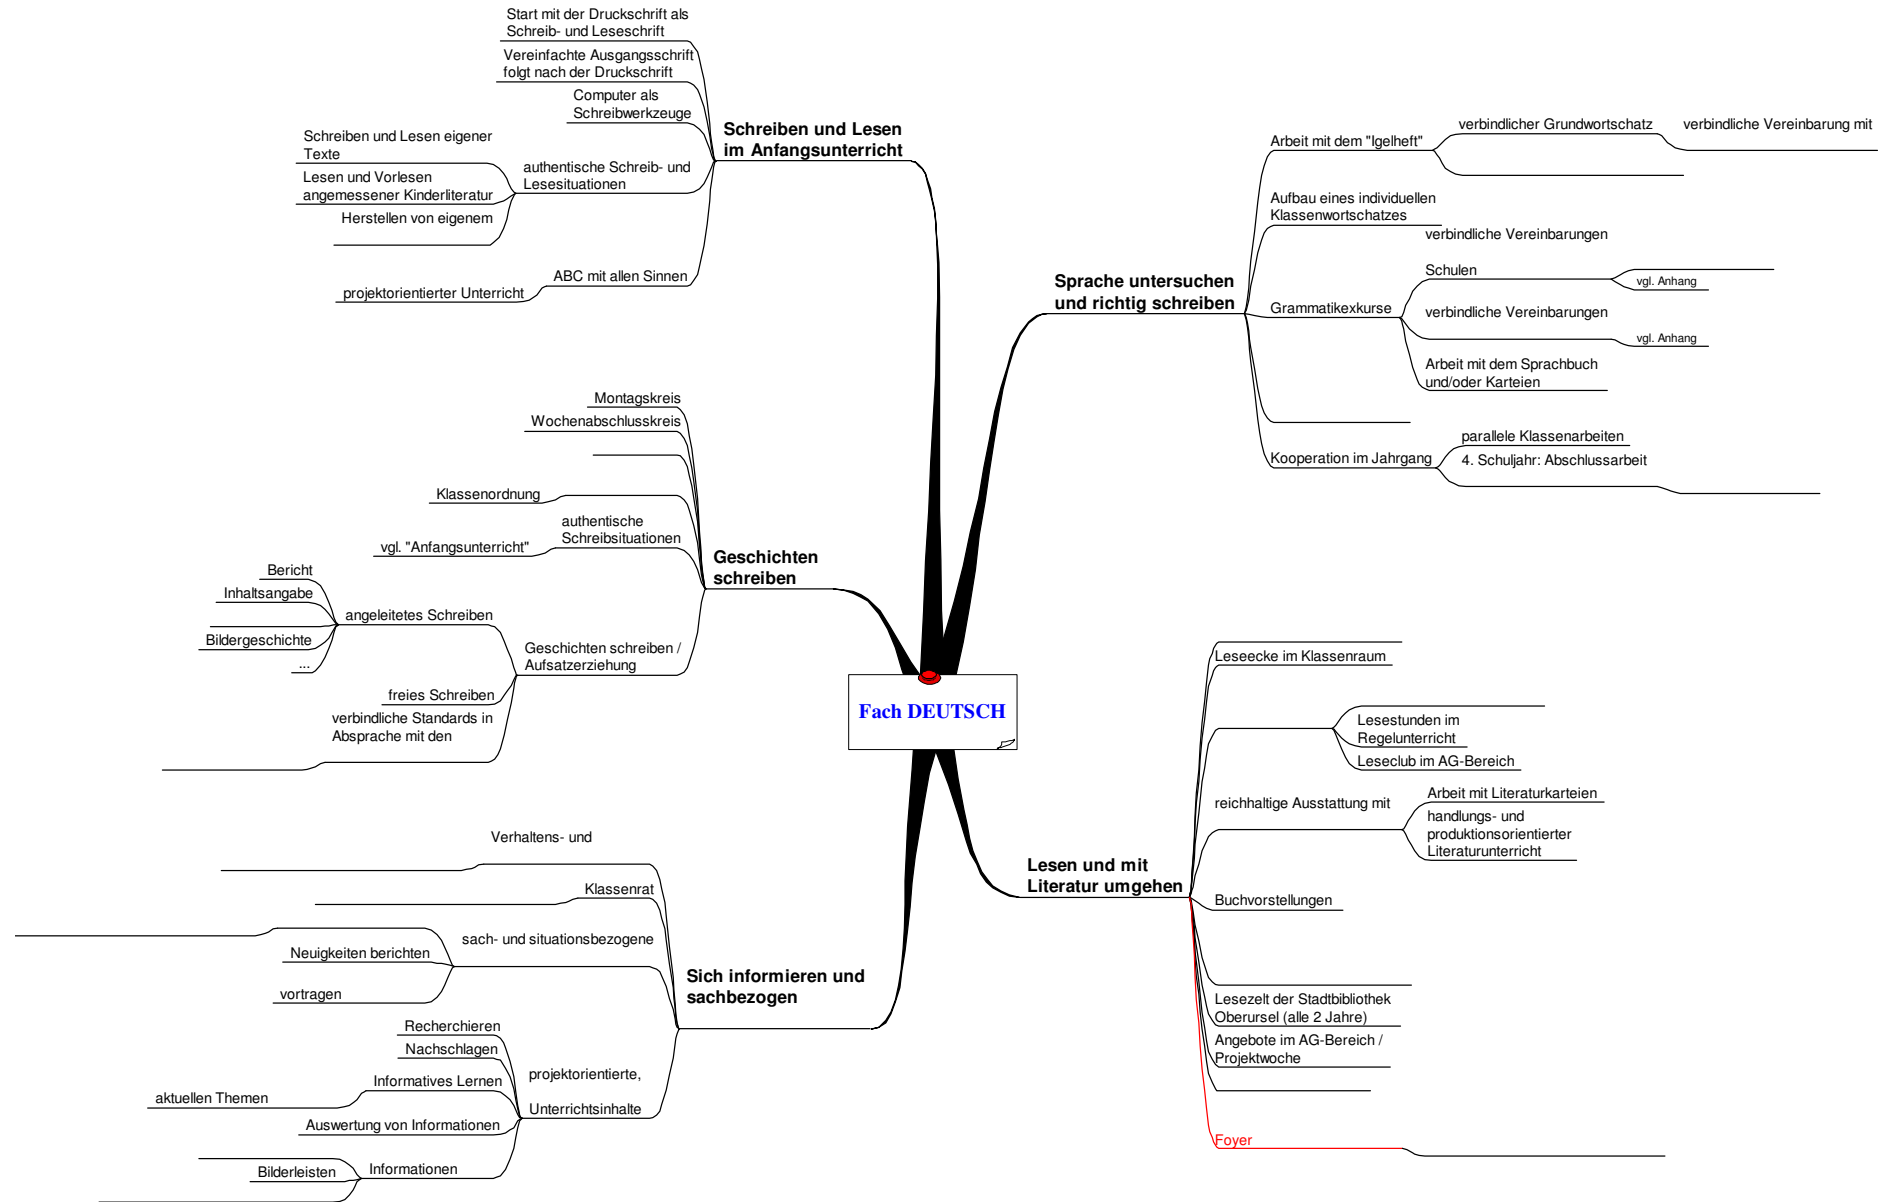 Start mit der Druckschrift als
Schreib- und Leseschrift
Vereinfachte Ausgangsschrift
folgt nach der Druckschrift
Computer als
Schreibwerkzeuge
Schreiben und Lesen
im Anfangsunterricht
Schreiben und Lesen eigener
Texte
authentische Schreib- und
Lesesituationen
Lesen und Vorlesen
angemessener Kinderliteratur
Herstellen von eigenem
ABC mit allen Sinnen
projektorientierter Unterricht
Montagskreis
Wochenabschlusskreis
Klassenordnung
authentische
Schreibsituationen
vgl. "Anfangsunterricht"
Geschichten
schreiben
Bericht
Inhaltsangabe
angeleitetes Schreiben
Bildergeschichte
...
Geschichten schreiben /
Aufsatzerziehung
freies Schreiben
verbindliche Standards in
Absprache mit den
Fach DEUTSCH
Verhaltens- und
Klassenrat
sach- und situationsbezogene
Neuigkeiten berichten
vortragen
Sich informieren und
sachbezogen
Recherchieren
Nachschlagen
projektorientierte,
Unterrichtsinhalte
Informatives Lernen
aktuellen Themen
Auswertung von Informationen
Informationen
Bilderleisten
Sprache untersuchen
und richtig schreiben
Arbeit mit dem "Igelheft"
verbindlicher Grundwortschatz
verbindliche Vereinbarung mit
Aufbau eines individuellen
Klassenwortschatzes
verbindliche Vereinbarungen
Schulen
vgl. Anhang
Grammatikexkurse
verbindliche Vereinbarungen
vgl. Anhang
Arbeit mit dem Sprachbuch
und/oder Karteien
Kooperation im Jahrgang
parallele Klassenarbeiten
4. Schuljahr: Abschlussarbeit
Lesen und mit
Literatur umgehen
Leseecke im Klassenraum
Lesestunden im
Regelunterricht
Leseclub im AG-Bereich
reichhaltige Ausstattung mit
Arbeit mit Literaturkarteien
handlungs- und
produktionsorientierter
Literaturunterricht
Buchvorstellungen
Lesezelt der Stadtbibliothek
Oberursel (alle 2 Jahre)
Angebote im AG-Bereich /
Projektwoche
Foyer